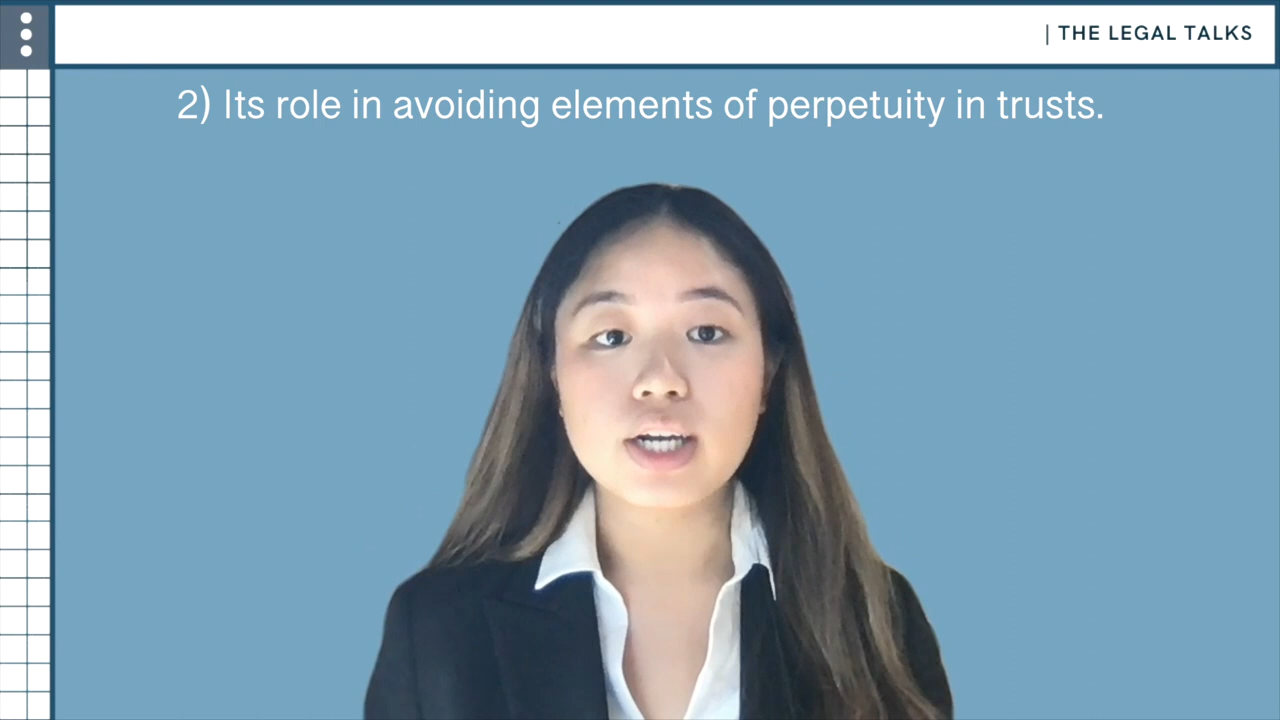 | THE LEGAL TALKS
2) Its role in avoiding elements of perpetuity in trusts.